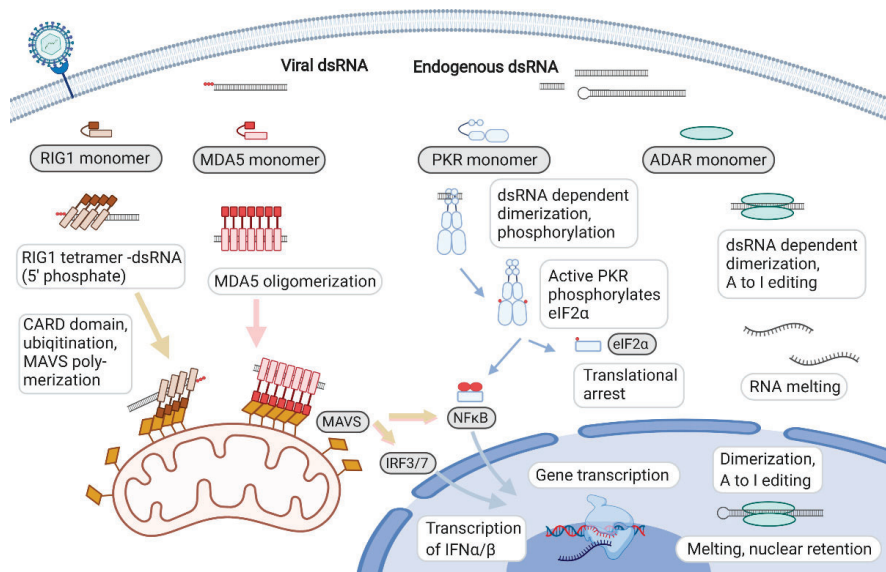 Viral dsRNA
Endogenous dsRNA
RIG1 monomer
MDA5 monomer
PKR monomer
ADAR monomer
RIG1 tetramer -dsRNA
(5' phosphate)
MDA5 oligomerization
dsRNA dependent
dimerization,
phosphorylation
dsRNA dependent
dimerization,
A to I editing
CARD domain,
ubiqitination,
MAVS poly-
merization
Active PKR
phosphorylates
eIF2α
eIF2α
Translational
arrest
RNA melting
MAVS
NFκB
IRF3/7
Gene transcription
Transcription
of IFNα/β
Dimerization,
A to I editing
Melting, nuclear retention